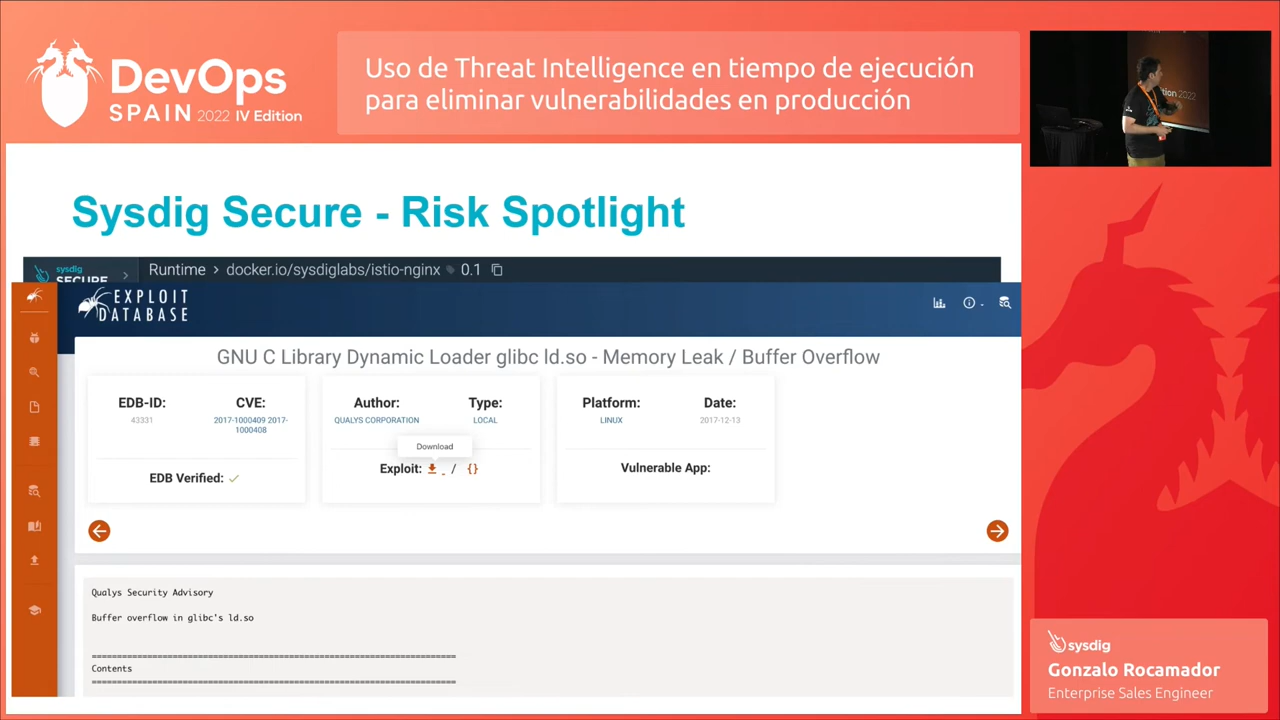 DevOps
SPAIN 2022 IV Edition
Uso de Threat Intelligence en tiempo de ejecución
para eliminar vulnerabilidades en producción
ition 2022
Sysdig Secure - Risk Spotlight
sysdig
SECURE
Runtime > docker.io/sysdiglabs/istio-nginx 0.1
EXPLOIT
DATABASE
GNU C Library Dynamic Loader glibc ld.so - Memory Leak / Buffer Overflow
EDB-ID:
43331
CVE:
2017-1000409 2017-
1000408
EDB Verified: ✓
Author:
QUALYS CORPORATION
Type:
LOCAL
Download
Exploit: / {}
Platform:
LINUX
Date:
2017-12-13
Vulnerable App:
Qualys Security Advisory
Buffer overflow in glibc's ld.so
========================================================================
Contents
========================================================================
sysdig
Gonzalo Rocamador
Enterprise Sales Engineer